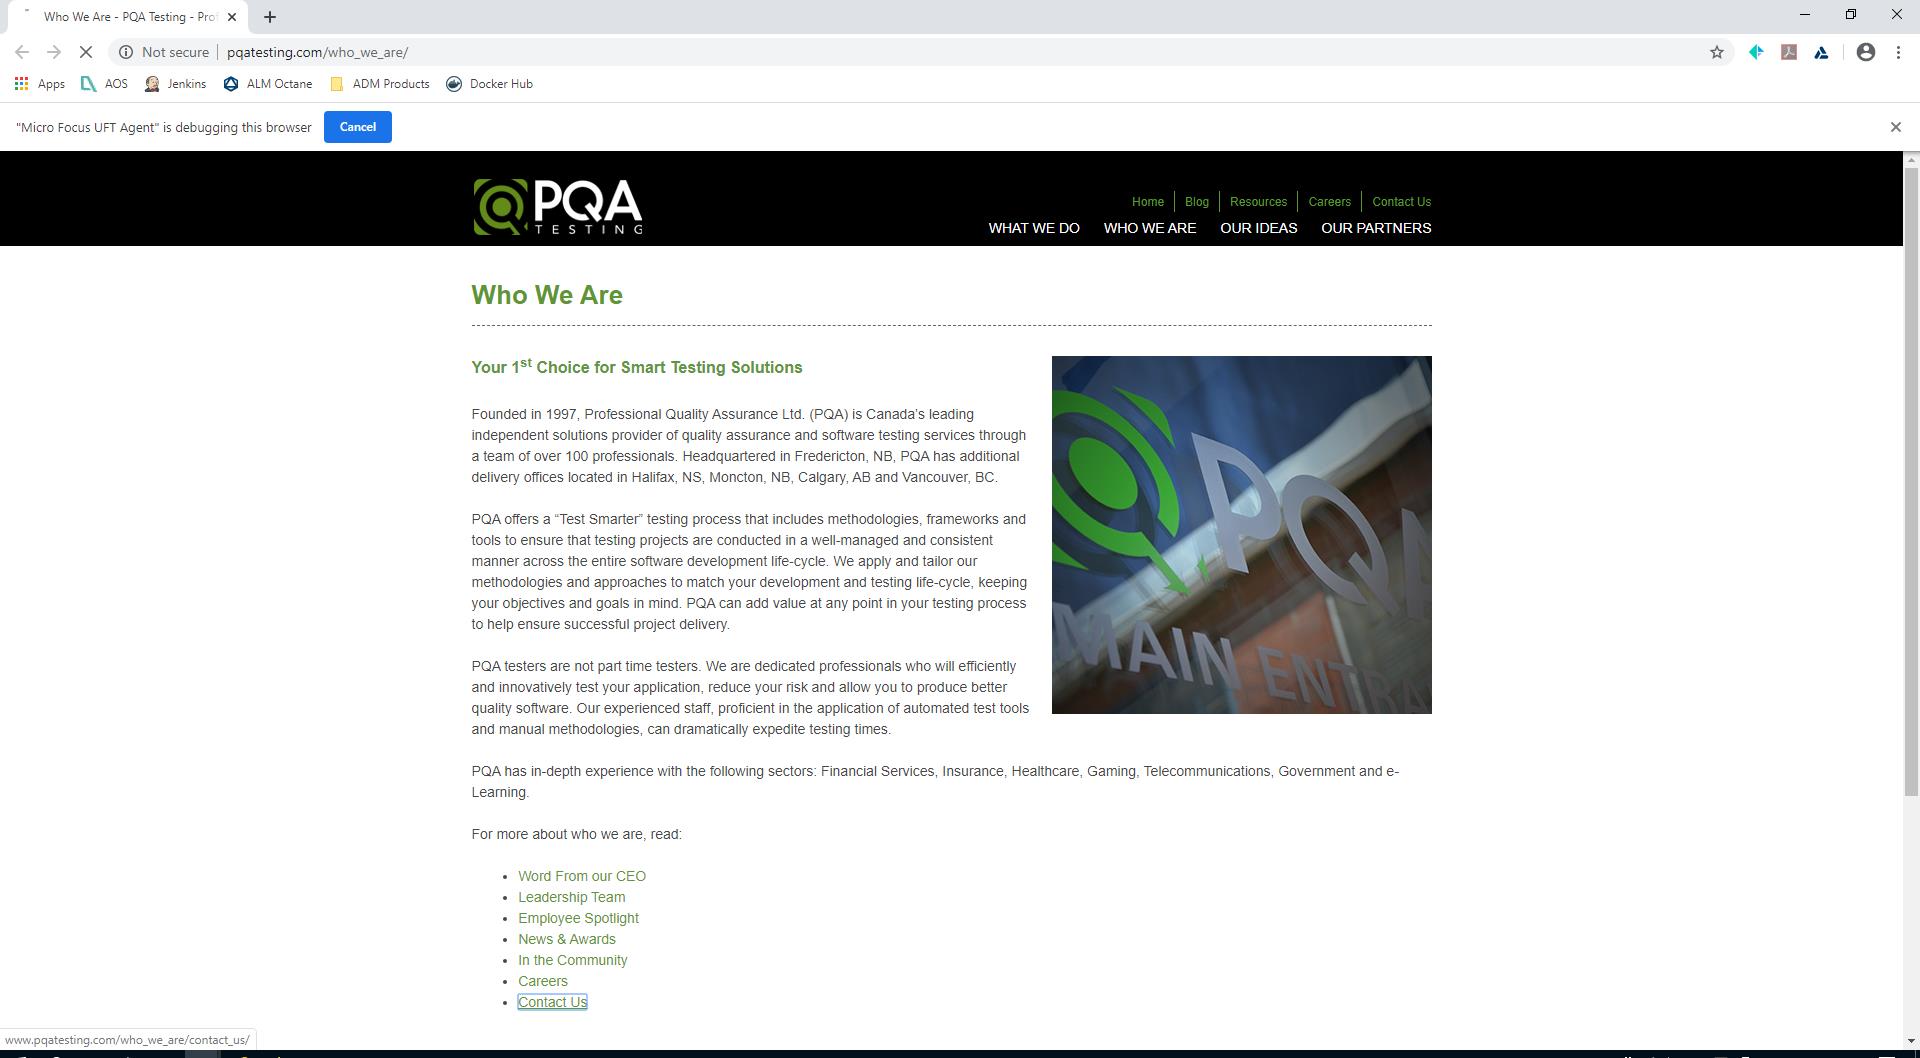 Who We Are - PQA Testing - Prof
Not secure | pqatesting.com/who_we_are/
Apps AOS Jenkins ALM Octane ADM Products Docker Hub
"Micro Focus UFT Agent" is debugging this browser Cancel
PQA
TESTING
Home Blog Resources Careers Contact Us
WHAT WE DO WHO WE ARE OUR IDEAS OUR PARTNERS
Who We Are
Your 1st Choice for Smart Testing Solutions
Founded in 1997, Professional Quality Assurance Ltd. (PQA) is Canada’s leading
independent solutions provider of quality assurance and software testing services through
a team of over 100 professionals. Headquartered in Fredericton, NB, PQA has additional
delivery offices located in Halifax, NS, Moncton, NB, Calgary, AB and Vancouver, BC.
PQA offers a “Test Smarter” testing process that includes methodologies, frameworks and
tools to ensure that testing projects are conducted in a well-managed and consistent
manner across the entire software development life-cycle. We apply and tailor our
methodologies and approaches to match your development and testing life-cycle, keeping
your objectives and goals in mind. PQA can add value at any point in your testing process
to help ensure successful project delivery.
PQA testers are not part time testers. We are dedicated professionals who will efficiently
and innovatively test your application, reduce your risk and allow you to produce better
quality software. Our experienced staff, proficient in the application of automated test tools
and manual methodologies, can dramatically expedite testing times.
PQA
MAIN ENTRA
PQA has in-depth experience with the following sectors: Financial Services, Insurance, Healthcare, Gaming, Telecommunications, Government and e-
Learning.
For more about who we are, read:
Word From our CEO
Leadership Team
Employee Spotlight
News & Awards
In the Community
Careers
Contact Us
www.pqatesting.com/who_we_are/contact_us/